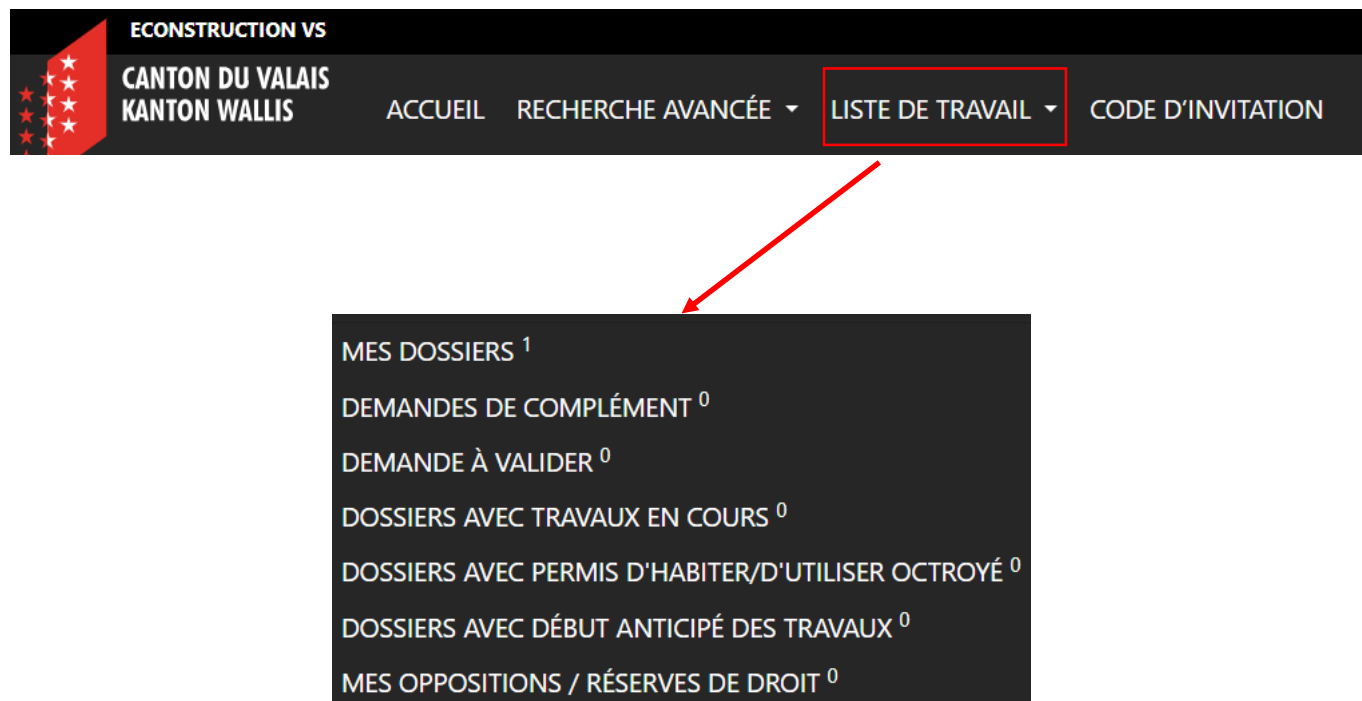 ECONSTRUCTION VS
CANTON DU VALAIS
KANTON WALLIS
ACCUEIL RECHERCHE AVANCÉE LISTE DE TRAVAIL CODE D'INVITATION
MES DOSSIERS 1
DEMANDES DE COMPLÉMENT 0
DEMANDE À VALIDER 0
DOSSIERS AVEC TRAVAUX EN COURS 0
DOSSIERS AVEC PERMIS D'HABITER/D'UTILISER OCTROYÉ 0
DOSSIERS AVEC DÉBUT ANTICIPÉ DES TRAVAUX 0
MES OPPOSITIONS / RÉSERVES DE DROIT 0